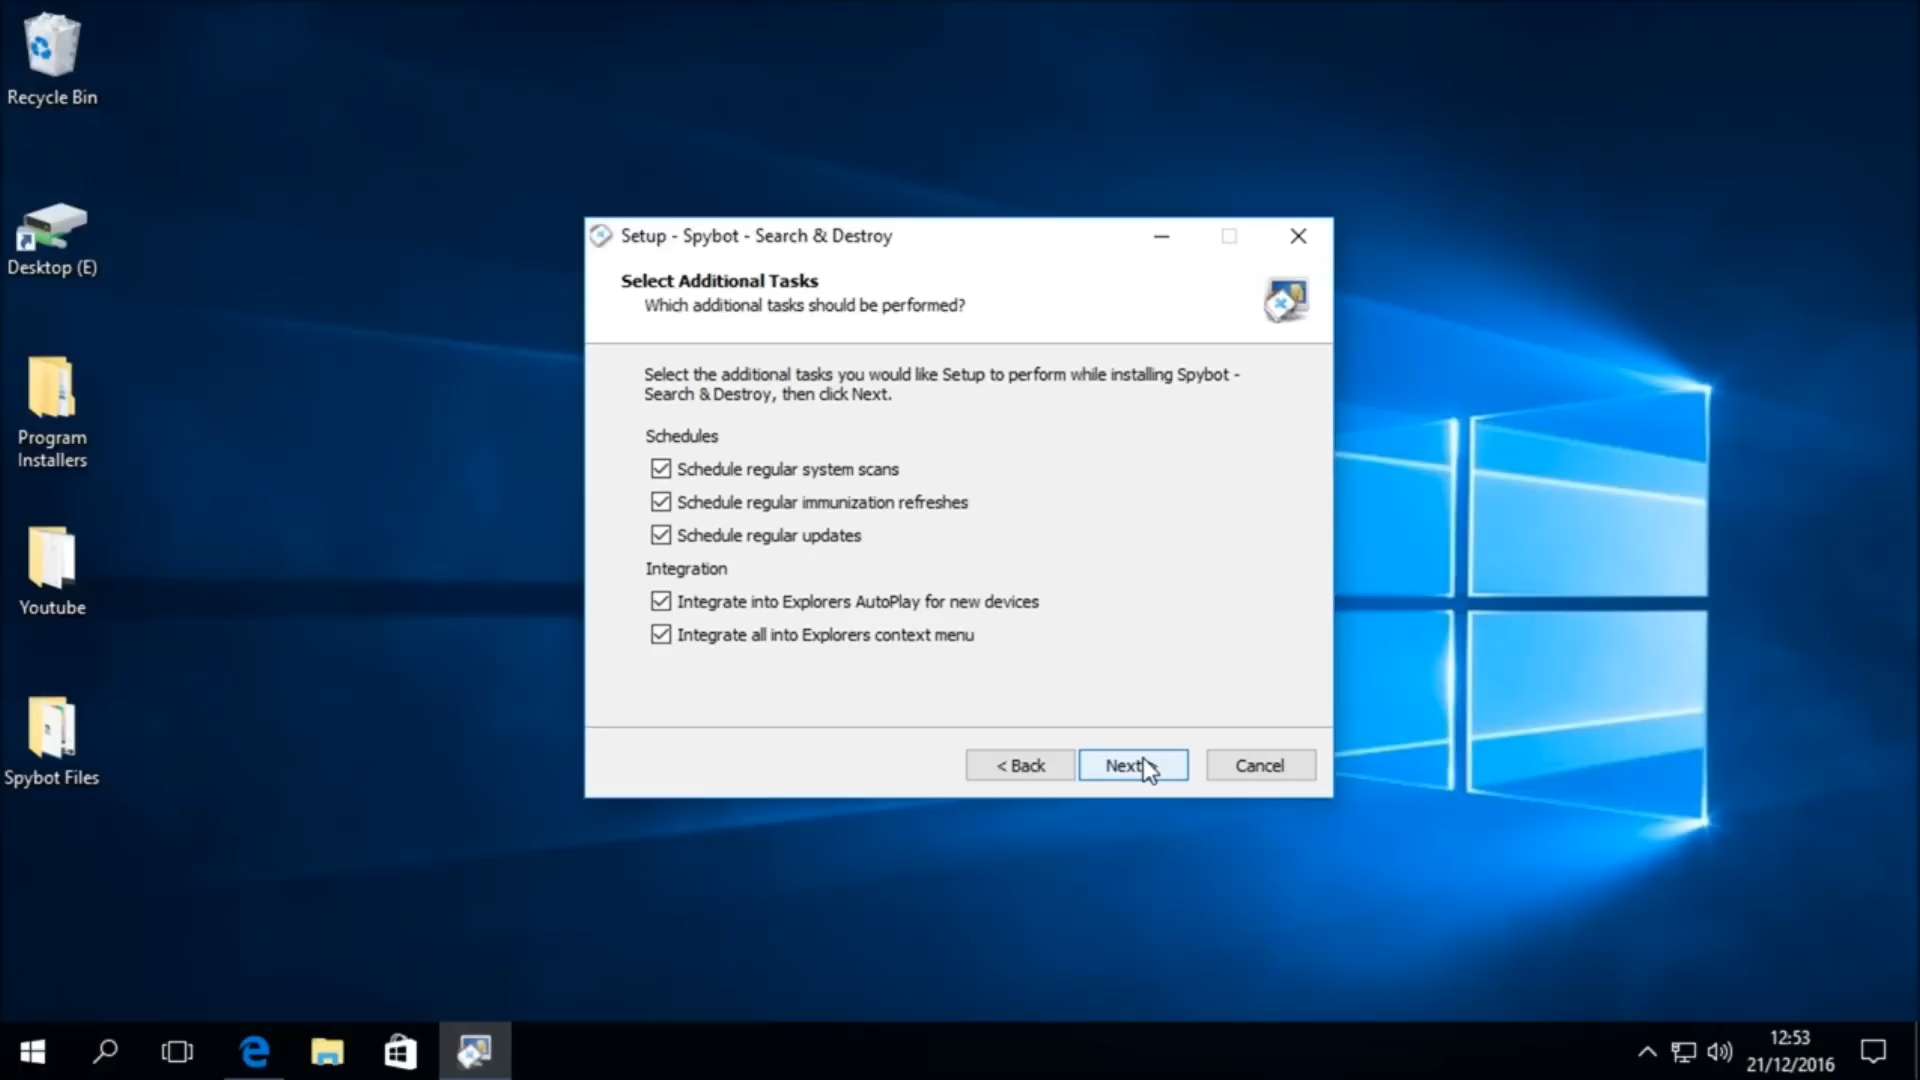 Recycle Bin
Desktop (E)
Program
Installers
Youtube
Spybot Files
Setup - Spybot - Search & Destroy
Select Additional Tasks
Which additional tasks should be performed?
Select the additional tasks you would like Setup to perform while installing Spybot -
Search & Destroy, then click Next.
Schedules
Schedule regular system scans
Schedule regular immunization refreshes
Schedule regular updates
Integration
Integrate into Explorers AutoPlay for new devices
Integrate all into Explorers context menu
< Back
Next
Cancel
12:53
21/12/2016